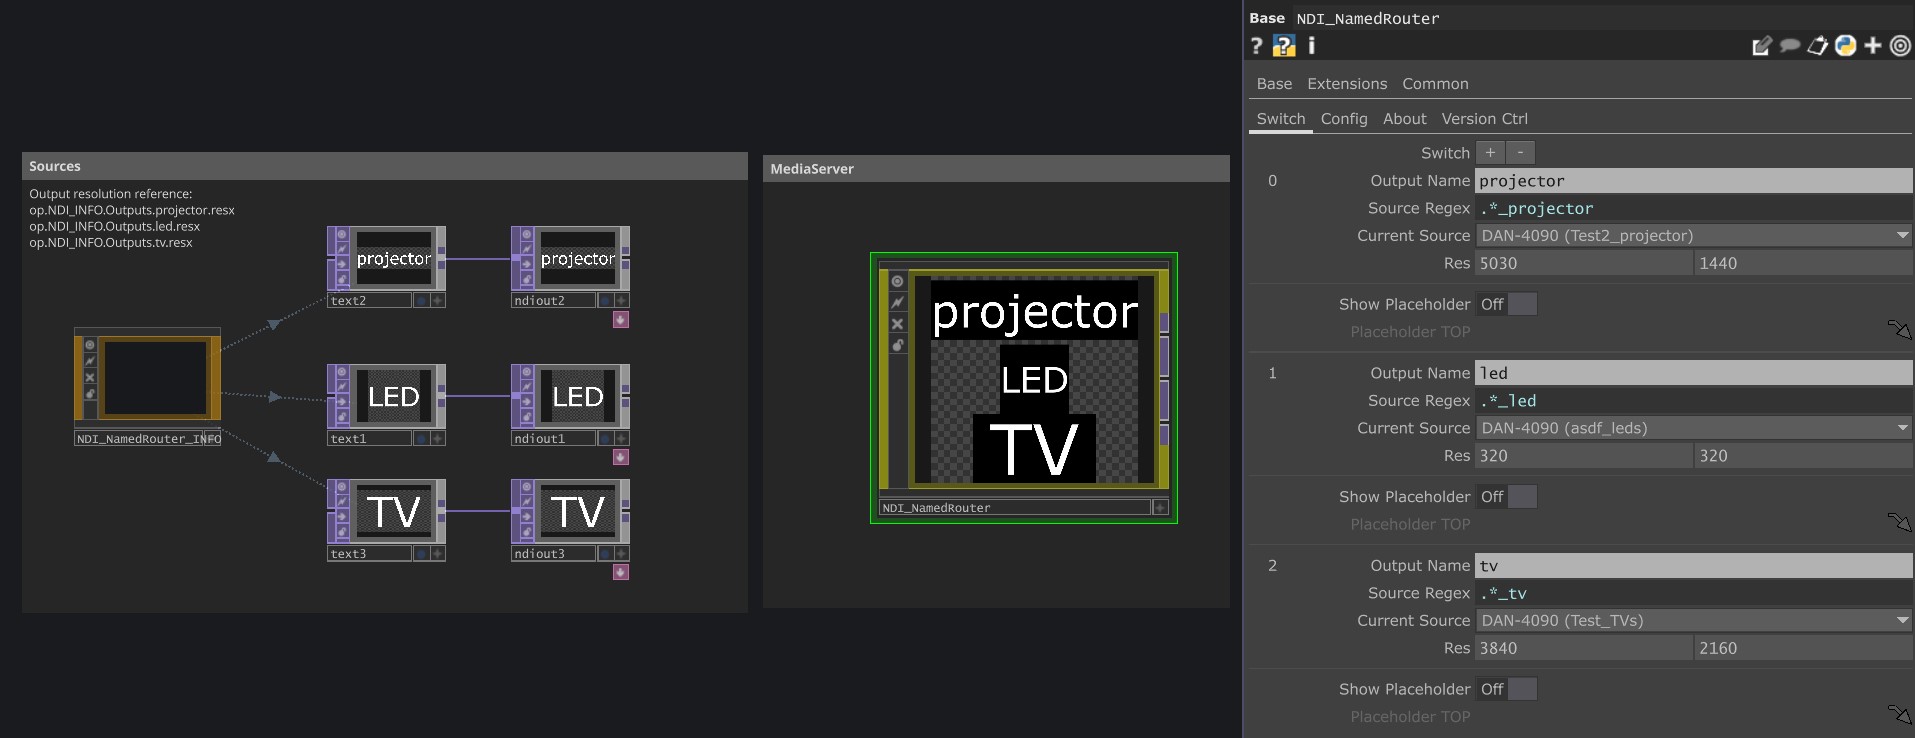 Sources
Output resolution reference:
op.NDI_INFO.Outputs.projector.resx
op.NDI_INFO.Outputs.led.resx
op.NDI_INFO.Outputs.tv.resx
projector
projector
text2
ndiout2
NDI_NamedRouter_INFO
LED
LED
text1
ndiout1
TV
TV
text3
ndiout3
MediaServer
projector
LED
TV
NDI_NamedRouter
Base NDI_NamedRouter
? ? i
Base Extensions Common
Switch Config About Version Ctrl
Switch + -
0 Output Name projector
Source Regex .*_projector
Current Source DAN-4090 (Test2_projector)
Res 5030 1440
Show Placeholder Off
Placeholder TOP
1 Output Name led
Source Regex .*_led
Current Source DAN-4090 (asdf_leds)
Res 320 320
Show Placeholder Off
Placeholder TOP
2 Output Name tv
Source Regex .*_tv
Current Source DAN-4090 (Test_TVs)
Res 3840 2160
Show Placeholder Off
Placeholder TOP